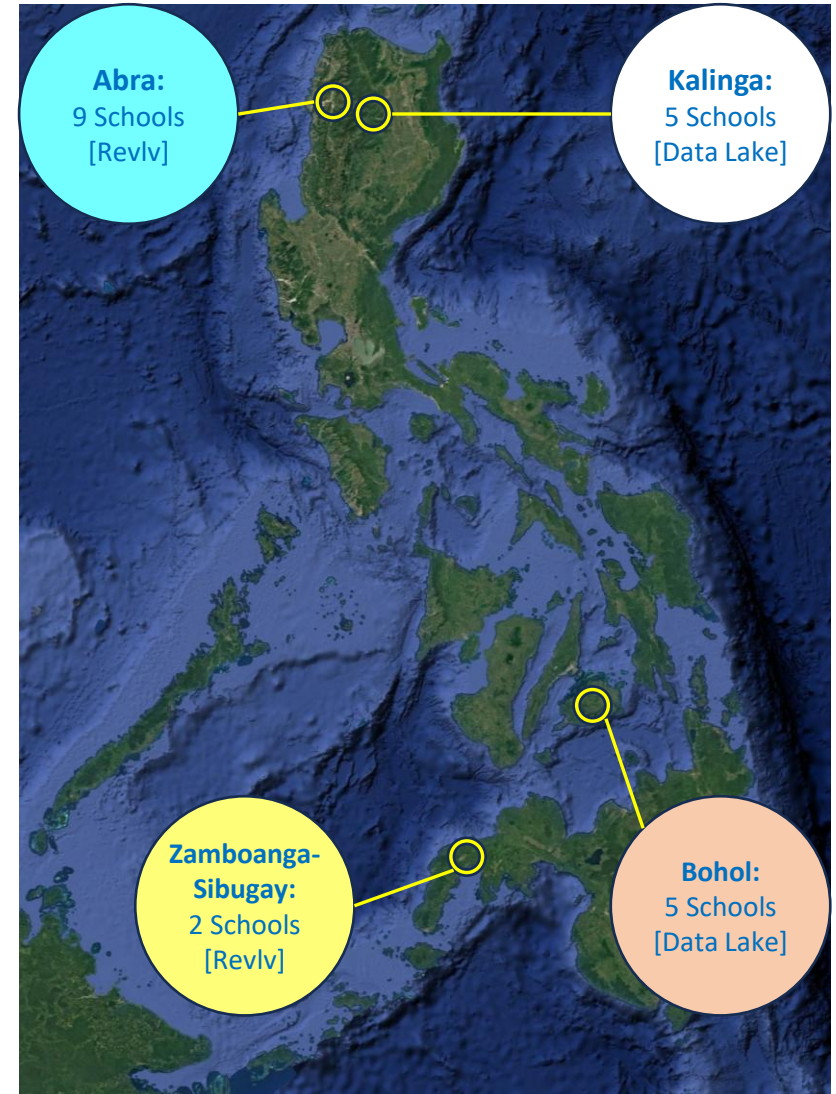 Abra:
9 Schools
[Revlv]
Kalinga:
5 Schools
[Data Lake]
Zamboanga-
Sibugay:
2 Schools
[Revlv]
Bohol:
5 Schools
[Data Lake]